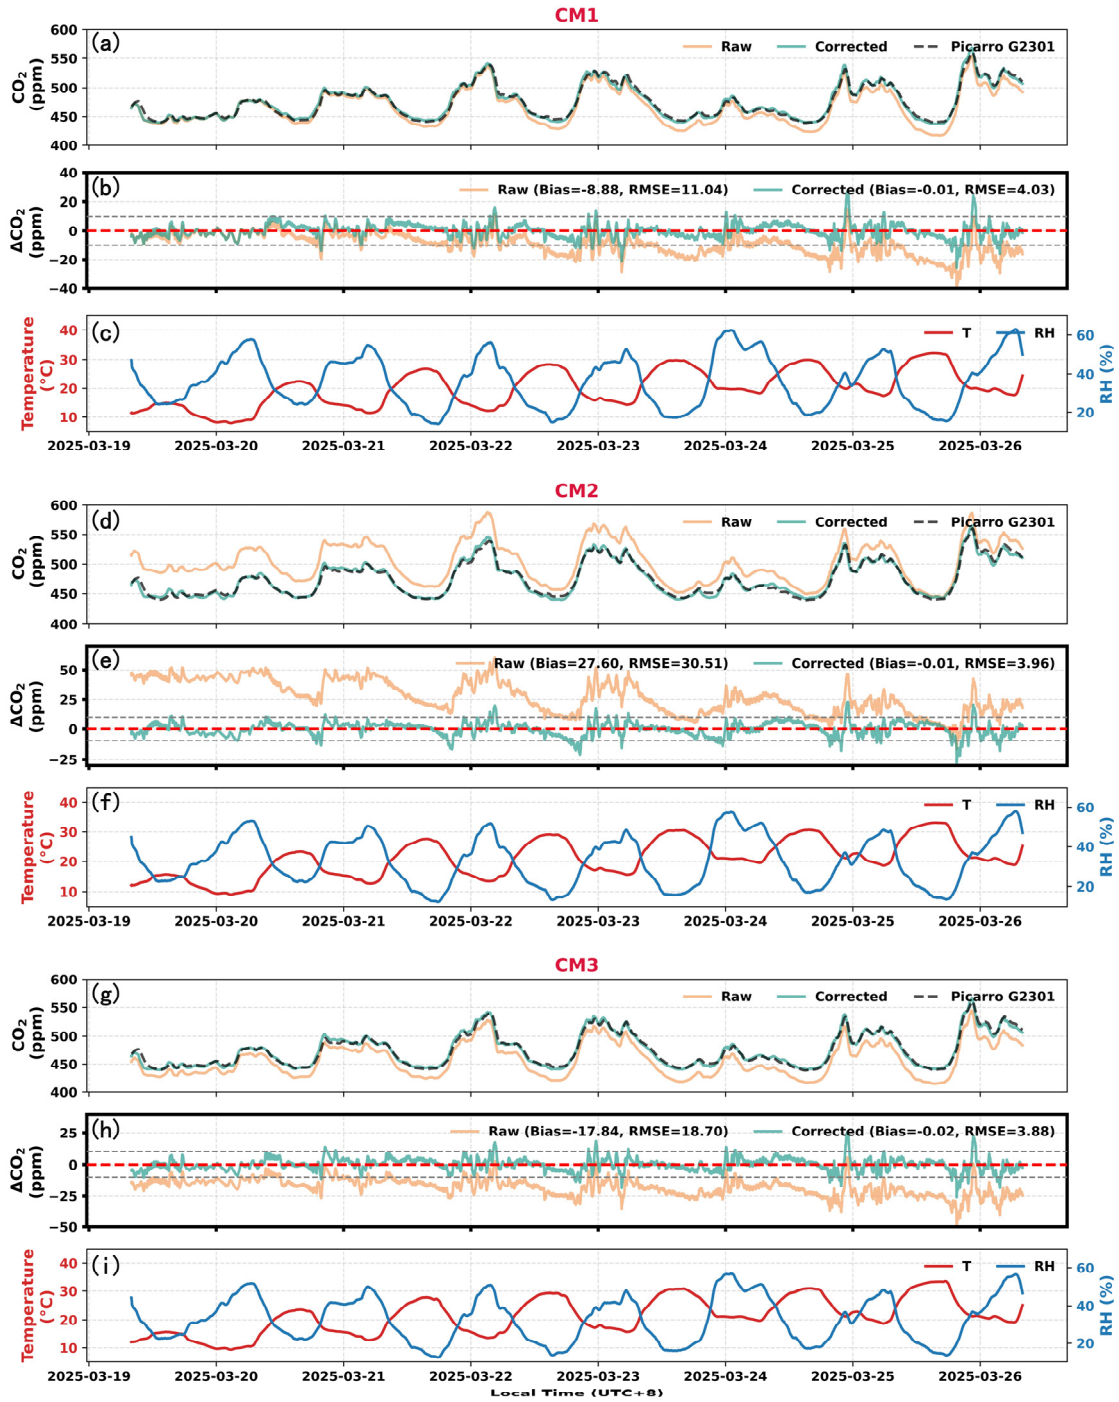 CM1
(a)
Raw
Corrected
Picarro G2301
CO2
(ppm)
600
550
500
450
400
(b)
Raw (Bias=-8.88, RMSE=11.04)
Corrected (Bias=-0.01, RMSE=4.03)
ΔCO2
(ppm)
40
20
0
−20
−40
(c)
T
RH
Temperature
(°C)
40
30
20
10
RH (%)
60
40
20
2025-03-19
2025-03-20
2025-03-21
2025-03-22
2025-03-23
2025-03-24
2025-03-25
2025-03-26
CM2
(d)
Raw
Corrected
Picarro G2301
CO2
(ppm)
600
550
500
450
400
(e)
Raw (Bias=27.60, RMSE=30.51)
Corrected (Bias=-0.01, RMSE=3.96)
ΔCO2
(ppm)
50
25
0
−25
(f)
T
RH
Temperature
(°C)
40
30
20
10
RH (%)
60
40
20
2025-03-19
2025-03-20
2025-03-21
2025-03-22
2025-03-23
2025-03-24
2025-03-25
2025-03-26
CM3
(g)
Raw
Corrected
Picarro G2301
CO2
(ppm)
600
550
500
450
400
(h)
Raw (Bias=-17.84, RMSE=18.70)
Corrected (Bias=-0.02, RMSE=3.88)
ΔCO2
(ppm)
25
0
−25
−50
(i)
T
RH
Temperature
(°C)
40
30
20
10
RH (%)
60
40
20
2025-03-19
2025-03-20
2025-03-21
2025-03-22
2025-03-23
2025-03-24
2025-03-25
2025-03-26
Local Time (UTC+8)